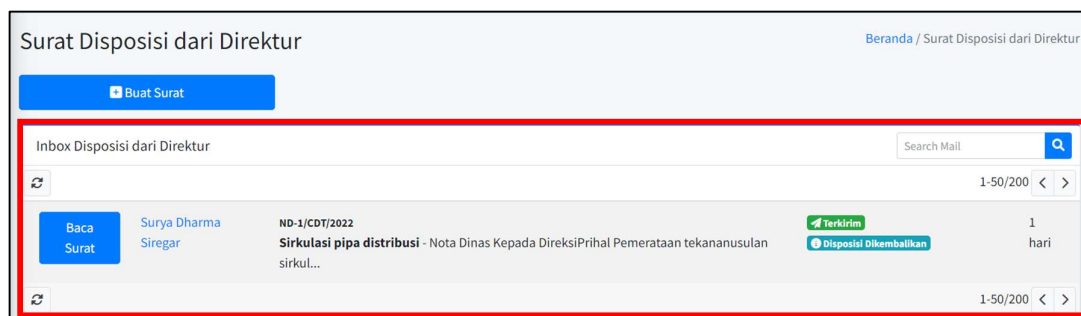 Surat Disposisi dari Direktur
Beranda / Surat Disposisi dari Direktur
Buat Surat
Inbox Disposisi dari Direktur
Search Mail
1-50/200
Baca
Surat
Surya Dharma
Siregar
ND-1/CDT/2022
Sirkulasi pipa distribusi - Nota Dinas Kepada DireksiPrihal Pemerataan tekananusulan
sirkul...
Terkirim
Disposisi Dikembalikan
1
hari
1-50/200